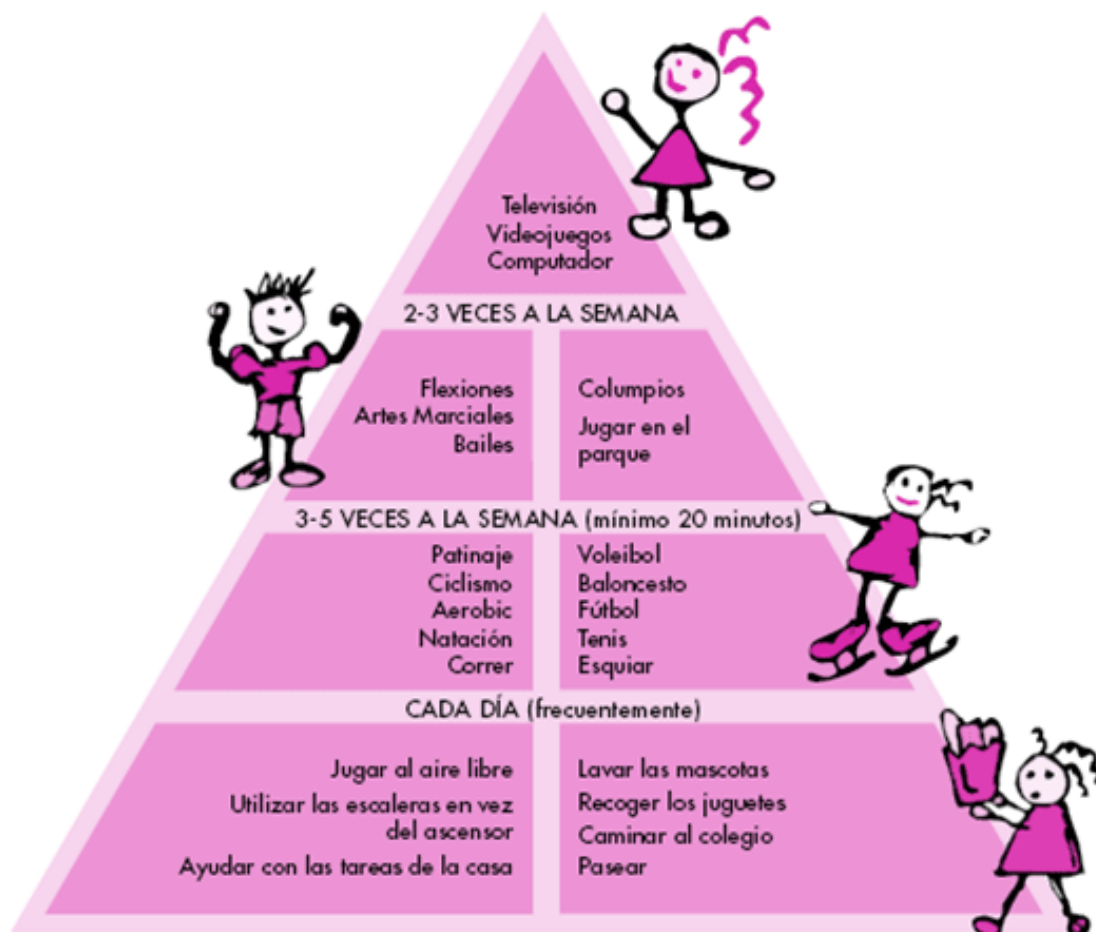 Televisión
Videojuegos
Computador
2-3 VECES A LA SEMANA
Flexiones
Artes Marciales
Bailes
Columpios
Jugar en el
parque
3-5 VECES A LA SEMANA (mínimo 20 minutos)
Patinaje
Ciclismo
Aerobic
Natación
Correr
Voleibol
Baloncesto
Fútbol
Tenis
Esquiar
CADA DÍA (frecuentemente)
Jugar al aire libre
Utilizar las escaleras en vez
del ascensor
Ayudar con las tareas de la casa
Lavar las mascotas
Recoger los juguetes
Caminar al colegio
Pasear